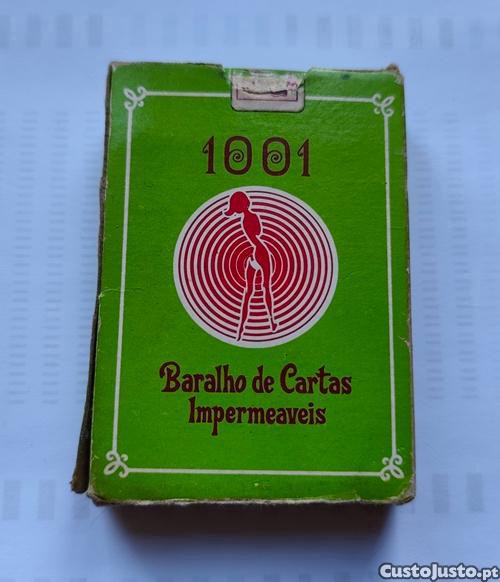 1001
Baralho de Cartas
Impermeaveis
CustoJusto.pt